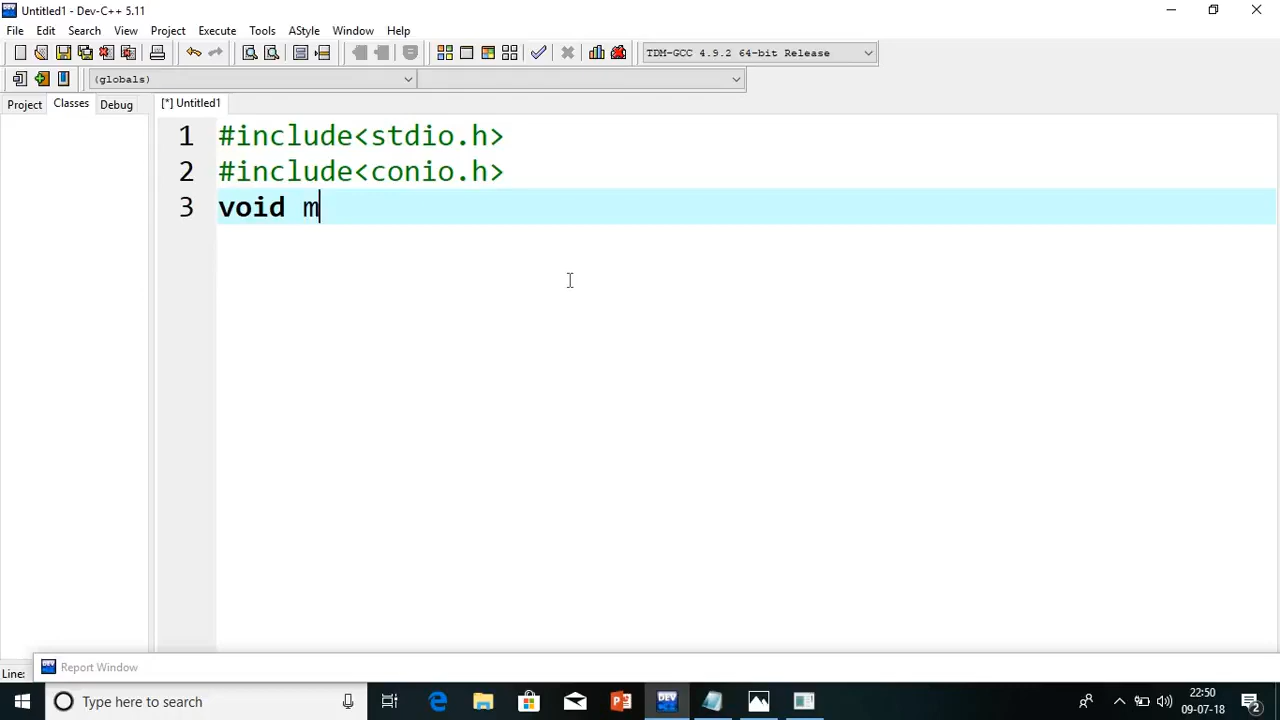 Untitled1 - Dev-C++ 5.11
File Edit Search View Project Execute Tools AStyle Window Help
TDM-GCC 4.9.2 64-bit Release
(globals)
Project Classes Debug [*] Untitled1
1 #include<stdio.h>
2 #include<conio.h>
3 void m
Report Window
Line:
Type here to search
DEV
22:50
09-07-18
2